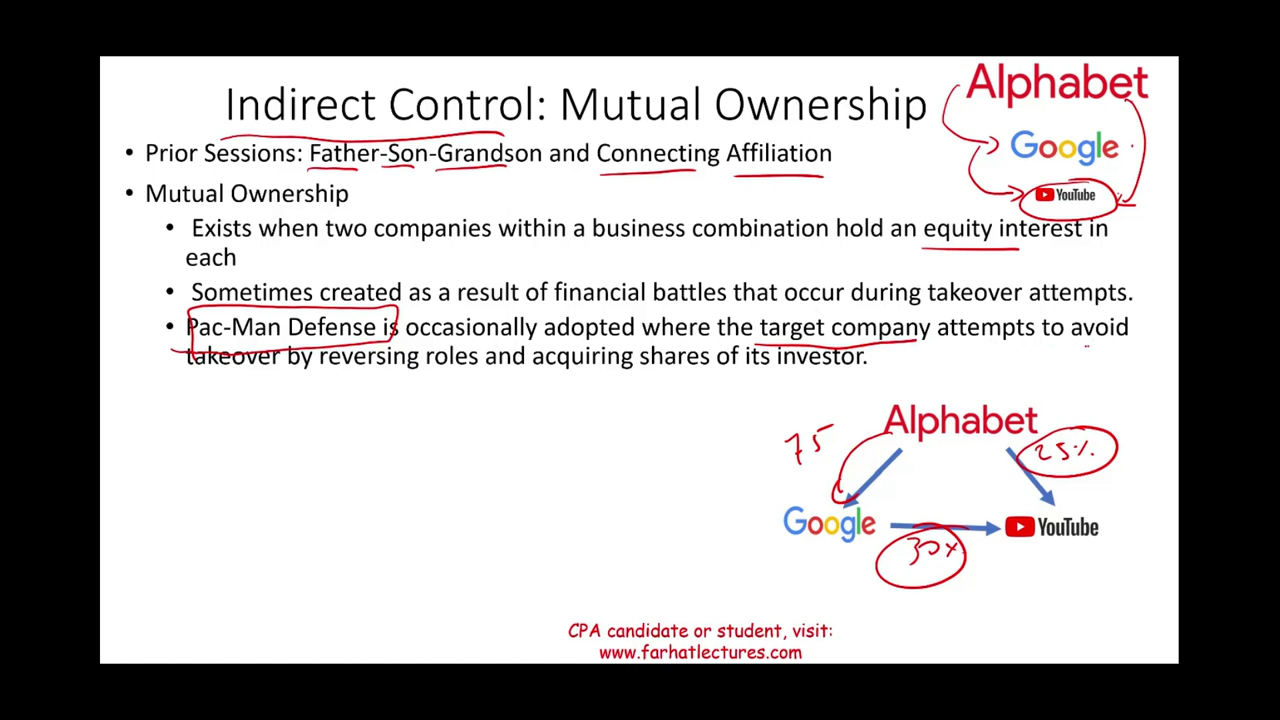 Indirect Control: Mutual Ownership
Alphabet
Google
YouTube
• Prior Sessions: Father-Son-Grandson and Connecting Affiliation
• Mutual Ownership
• Exists when two companies within a business combination hold an equity interest in
each
• Sometimes created as a result of financial battles that occur during takeover attempts.
• Pac-Man Defense is occasionally adopted where the target company attempts to avoid
takeover by reversing roles and acquiring shares of its investor.
Alphabet
75
25%
Google
YouTube
30%
CPA candidate or student, visit:
www.farhatlectures.com